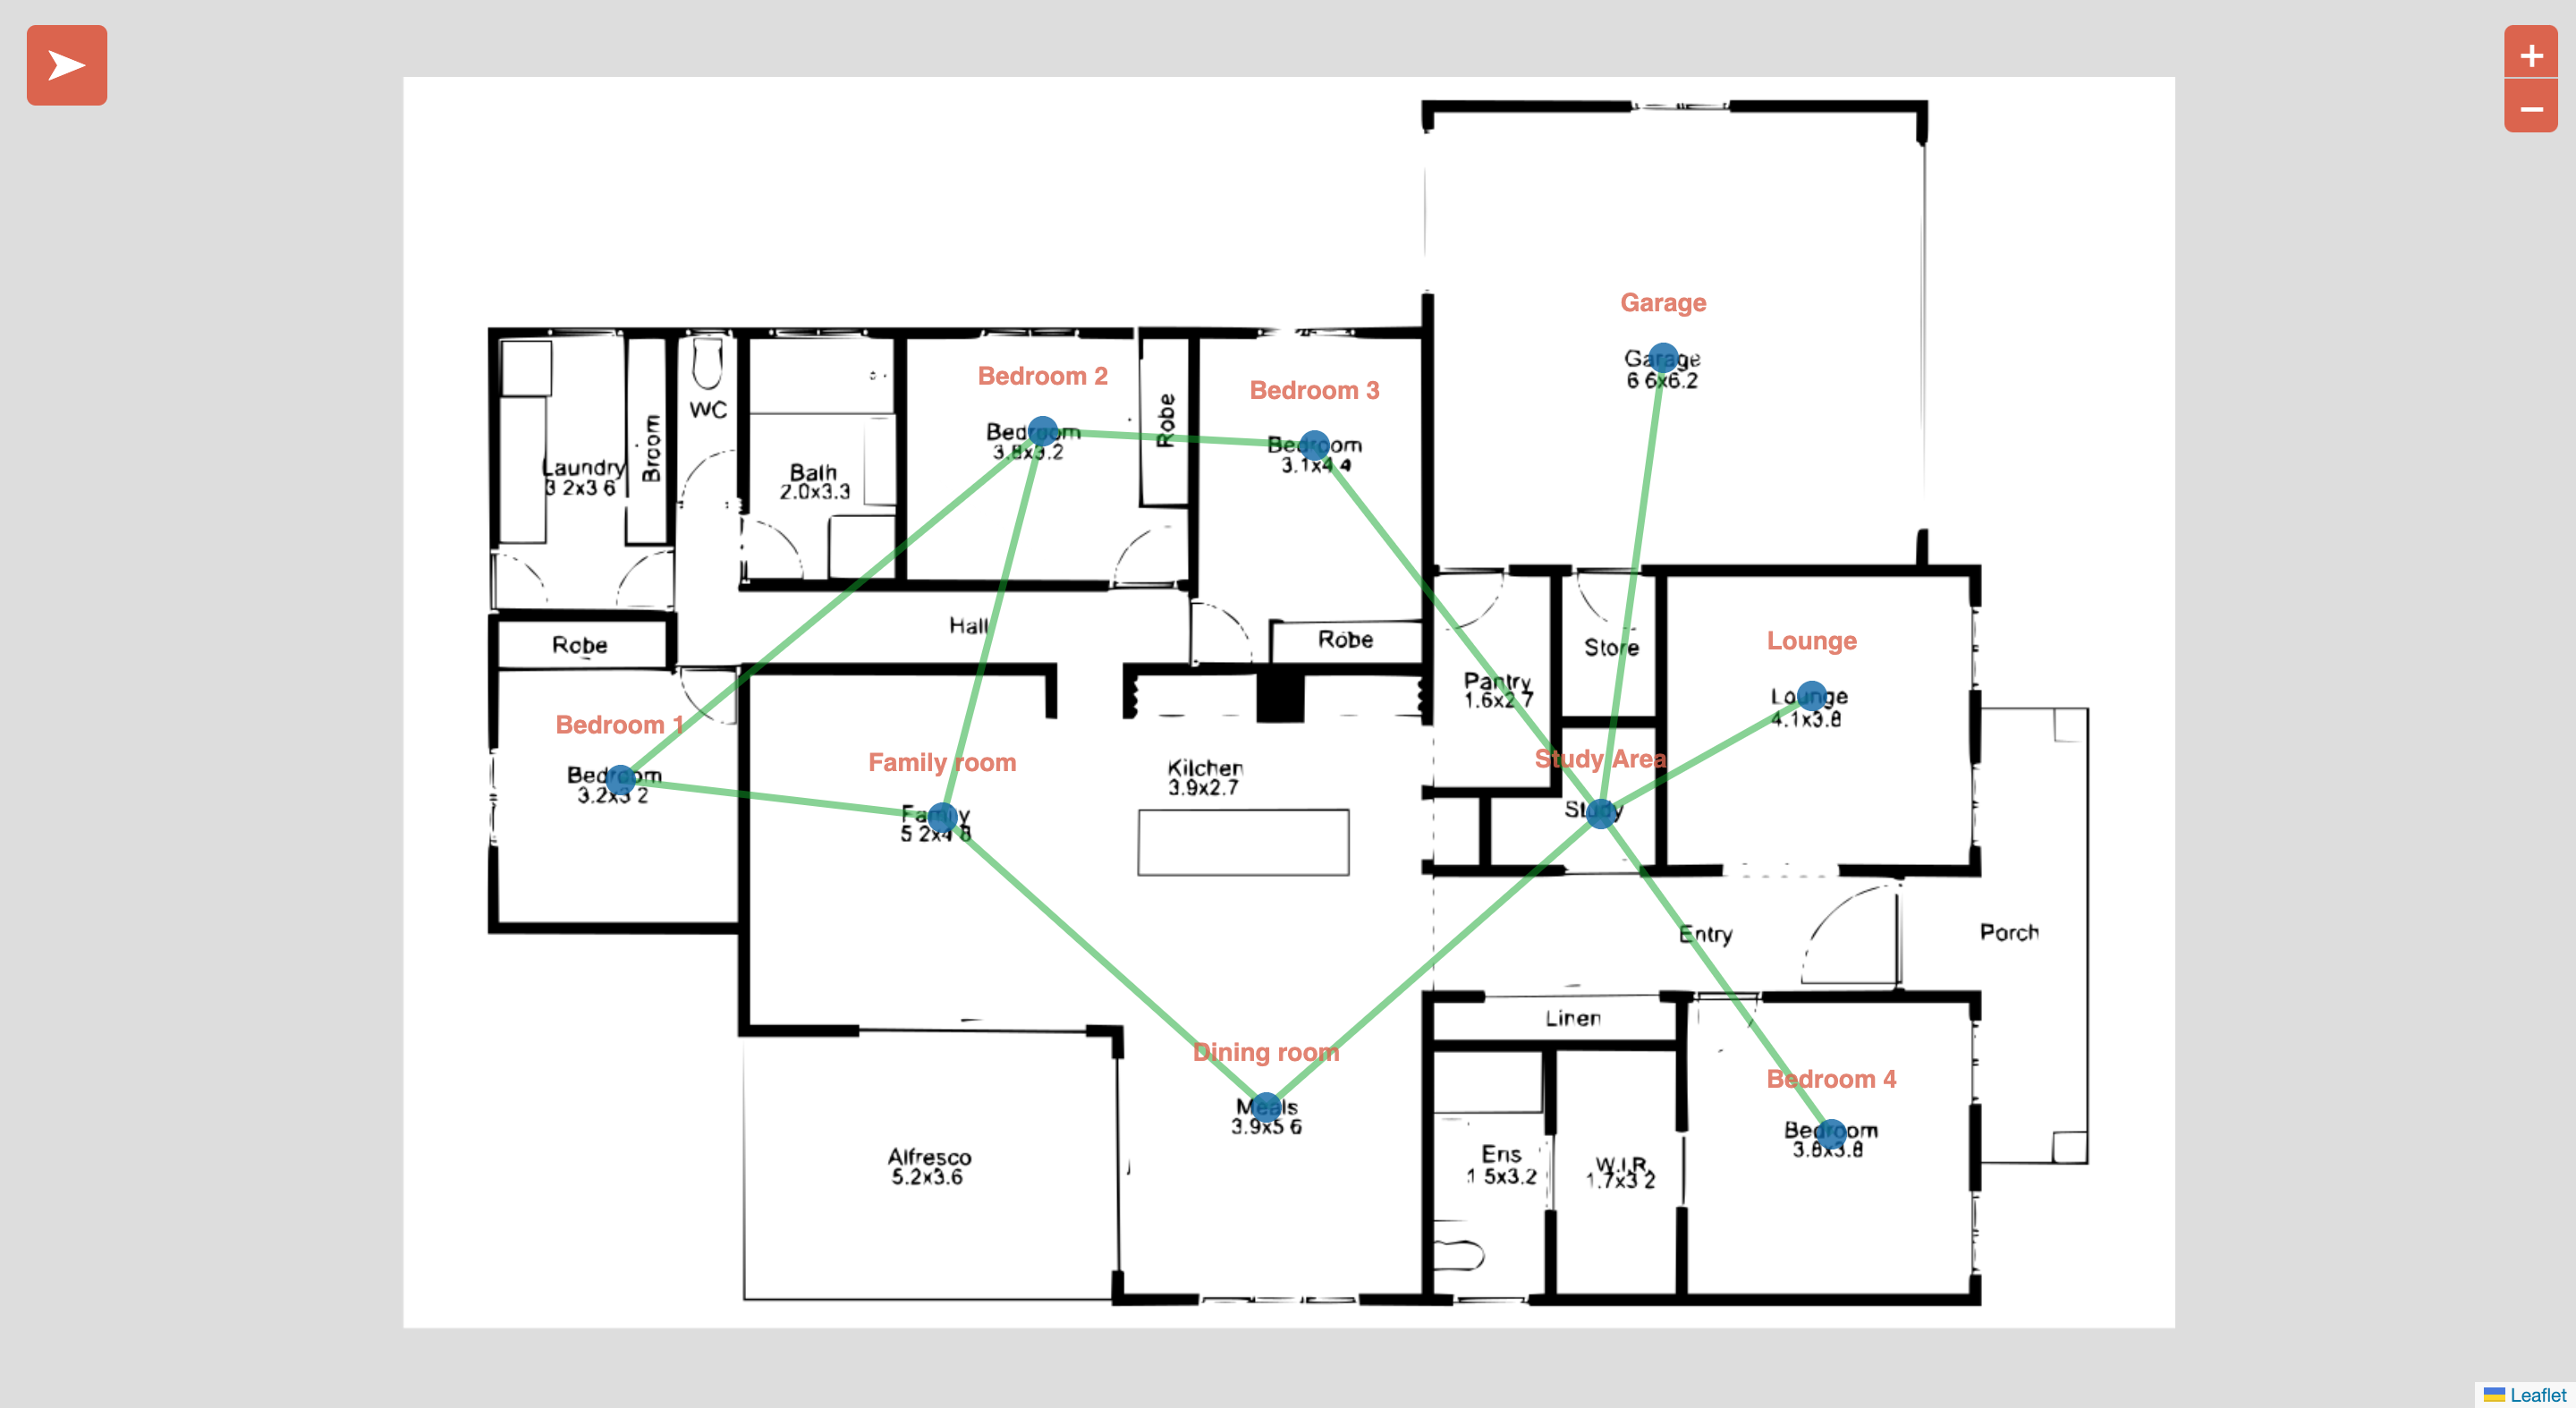 +
−
Garage
Garage
6 6x6.2
Bedroom 2
Bedroom 3
Bedroom
3.8x3.2
Robe
Bedroom
3.1x4.4
WC
Broom
Laundry
3 2x3 6
Bath
2.0x3.3
Hall
Robe
Robe
Store
Lounge
Lounge
4.1x3.8
Pantry
1.6x2 7
Bedroom 1
Bedroom
3.2x3 2
Family room
Family
5 2x4 8
Kitchen
3.9x2.7
Study Area
Study
Entry
Porch
Linen
Dining room
Meals
3.9x5 6
Bedroom 4
Bedroom
3.8x3.8
Alfresco
5.2x3.6
Ens
1 5x3.2
W.I.R.
1.7x3 2
Leaflet